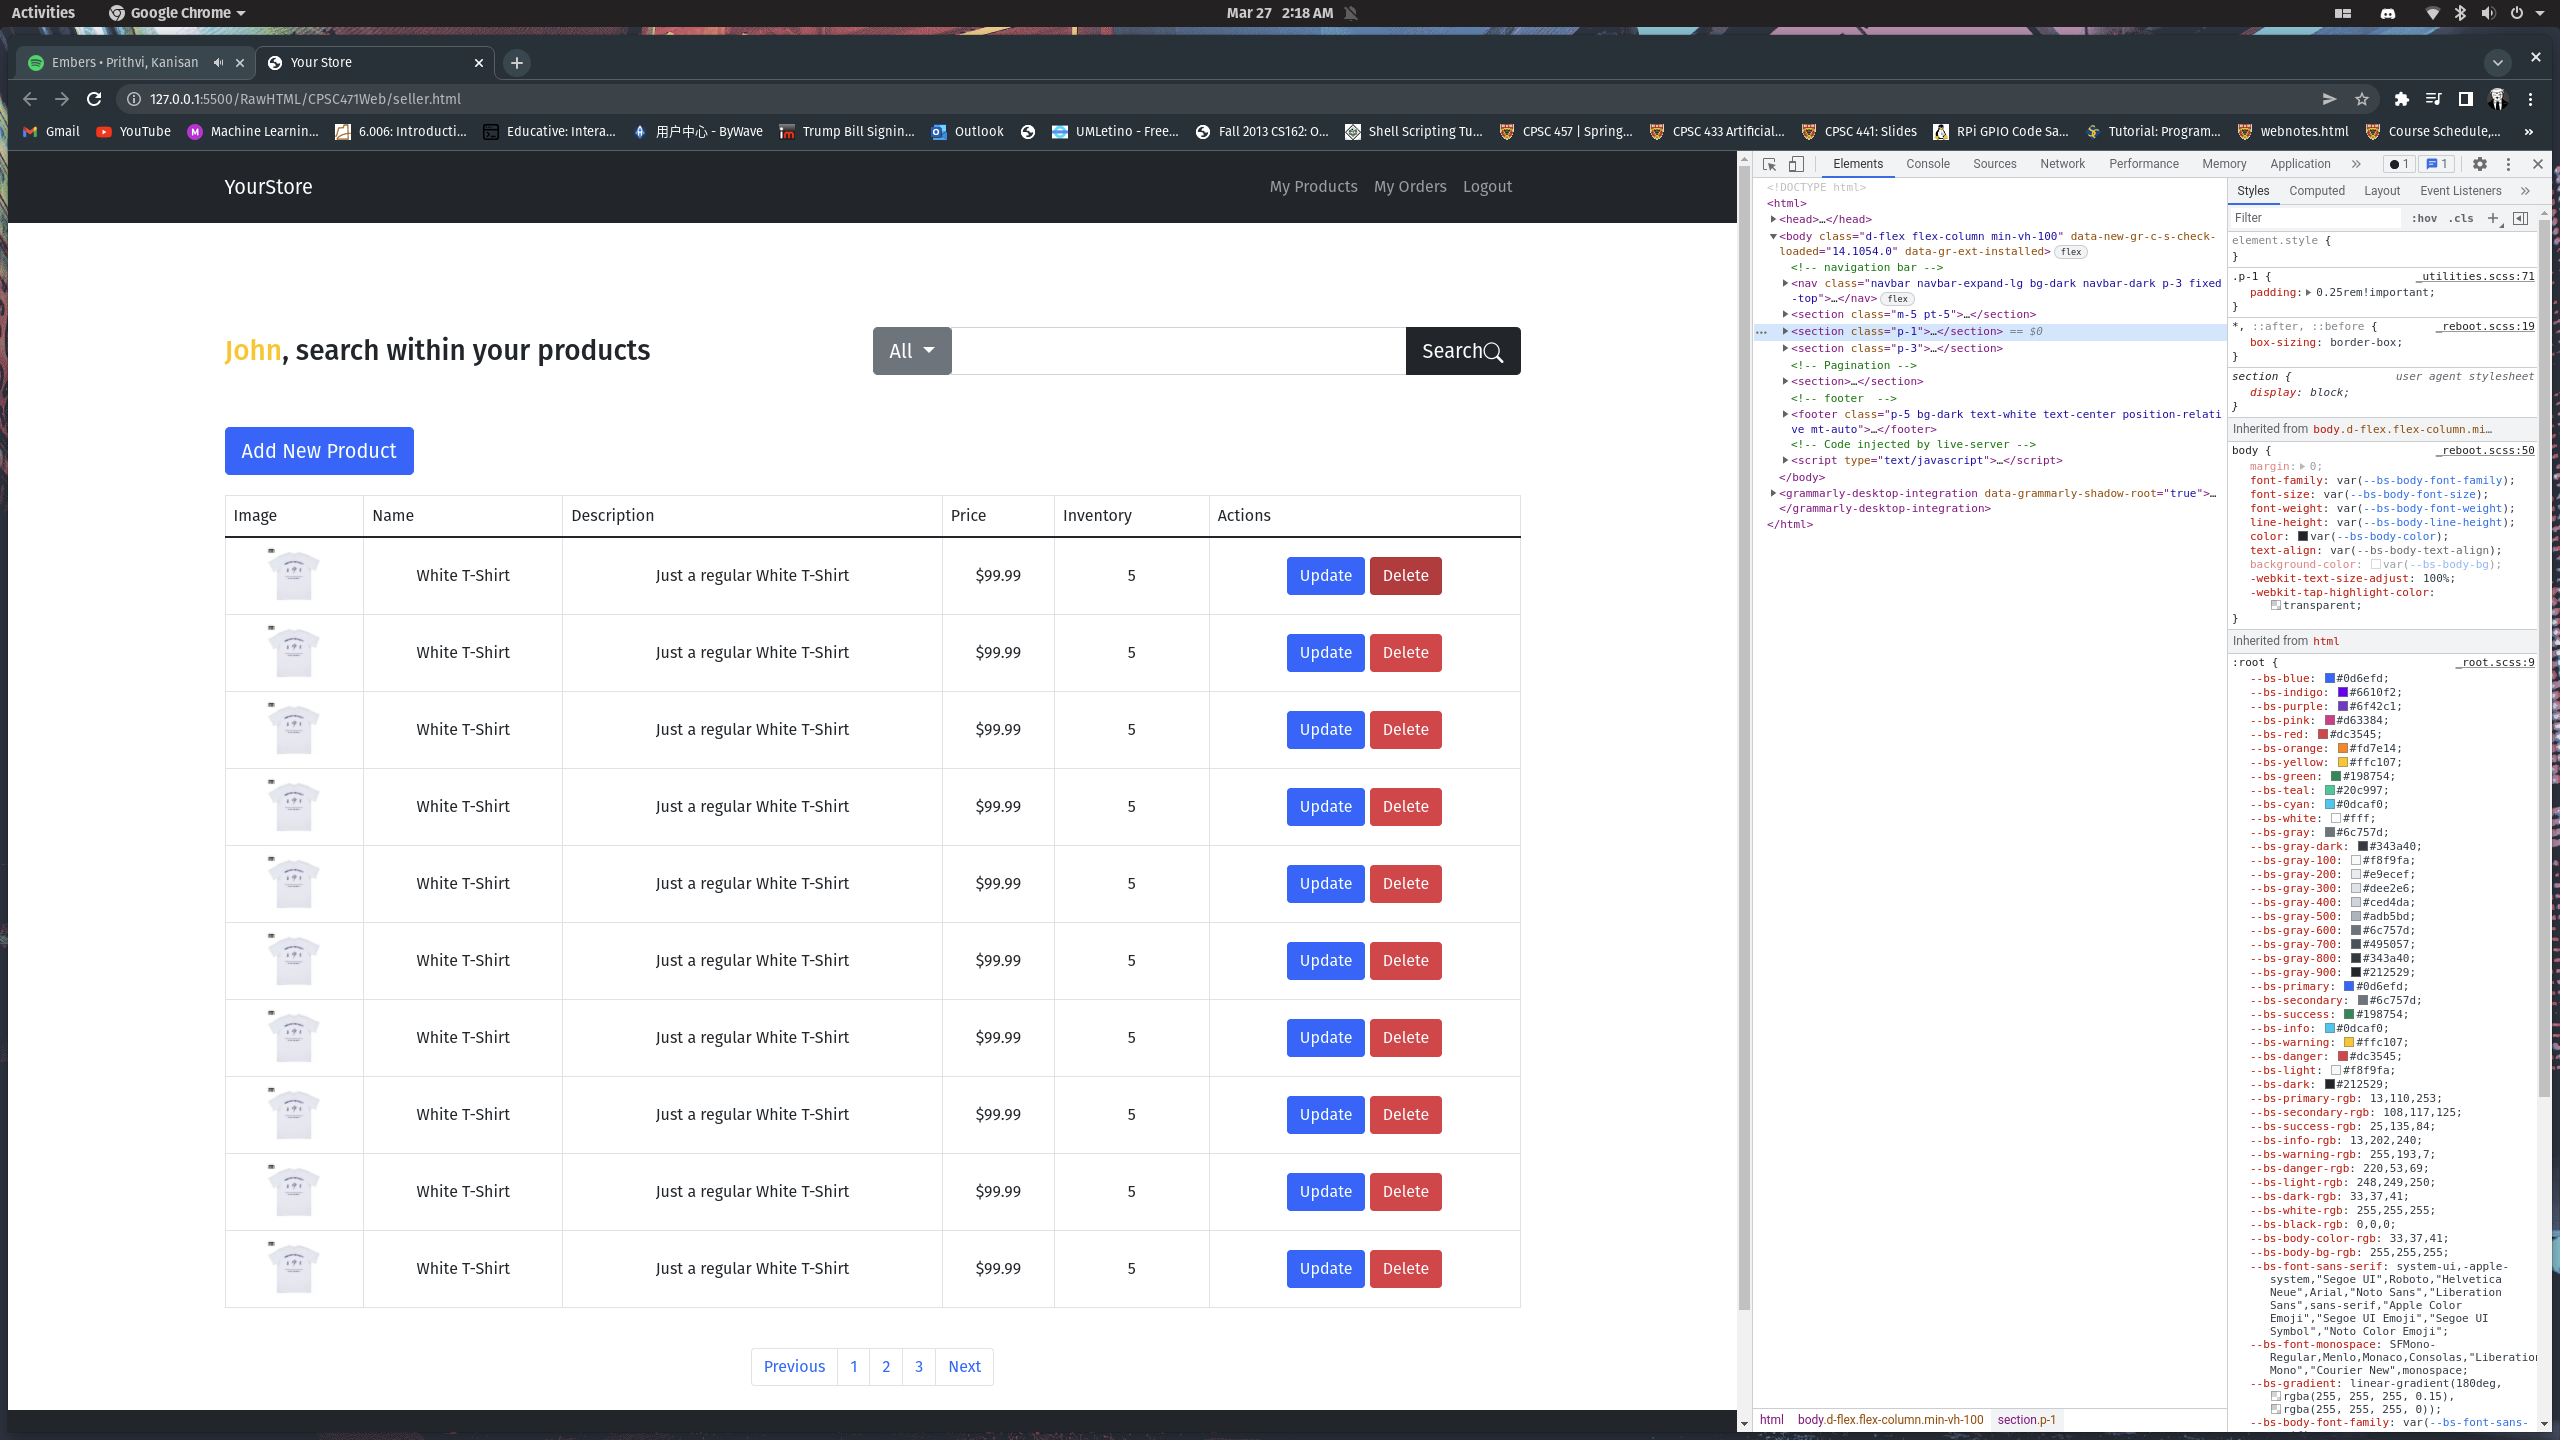 Activities
Google Chrome
Mar 27 2:18 AM
Embers • Prithvi, Kanisan
Your Store
127.0.0.1:5500/RawHTML/CPSC471Web/seller.html
Gmail
YouTube
Machine Learnin...
6.006: Introducti...
Educative: Intera...
用户中心 - ByWave
Trump Bill Signin...
Outlook
UMLetino - Free...
Fall 2013 CS162: O...
Shell Scripting Tu...
CPSC 457 | Spring...
CPSC 433 Artificial...
CPSC 441: Slides
RPi GPIO Code Sa...
Tutorial: Program...
webnotes.html
Course Schedule,...
»
YourStore
My Products My Orders Logout
John, search within your products
All
Search
Add New Product
Image Name Description Price Inventory Actions
White T-Shirt Just a regular White T-Shirt $99.99 5 Update Delete
White T-Shirt Just a regular White T-Shirt $99.99 5 Update Delete
White T-Shirt Just a regular White T-Shirt $99.99 5 Update Delete
White T-Shirt Just a regular White T-Shirt $99.99 5 Update Delete
White T-Shirt Just a regular White T-Shirt $99.99 5 Update Delete
White T-Shirt Just a regular White T-Shirt $99.99 5 Update Delete
White T-Shirt Just a regular White T-Shirt $99.99 5 Update Delete
White T-Shirt Just a regular White T-Shirt $99.99 5 Update Delete
White T-Shirt Just a regular White T-Shirt $99.99 5 Update Delete
White T-Shirt Just a regular White T-Shirt $99.99 5 Update Delete
Previous 1 2 3 Next
Elements Console Sources Network Performance Memory Application » 1 1
<!DOCTYPE html>
<html>
<head>…</head>
<body class="d-flex flex-column min-vh-100" data-new-gr-c-s-check-
loaded="14.1054.0" data-gr-ext-installed> flex
<!-- navigation bar -->
<nav class="navbar navbar-expand-lg bg-dark navbar-dark p-3 fixed
-top">…</nav> flex
<section class="m-5 pt-5">…</section>
<section class="p-1">…</section> == $0
<section class="p-3">…</section>
<!-- Pagination -->
<section>…</section>
<!-- footer  -->
<footer class="p-5 bg-dark text-white text-center position-relati
ve mt-auto">…</footer>
<!-- Code injected by live-server -->
<script type="text/javascript">…</script>
</body>
<grammarly-desktop-integration data-grammarly-shadow-root="true">…
</grammarly-desktop-integration>
</html>
html body.d-flex.flex-column.min-vh-100 section.p-1
Styles Computed Layout Event Listeners »
Filter :hov .cls
element.style {
}
.p-1 { _utilities.scss:71
padding: 0.25rem!important;
}
*, ::after, ::before { _reboot.scss:19
box-sizing: border-box;
}
section { user agent stylesheet
display: block;
}
Inherited from body.d-flex.flex-column.mi…
body { _reboot.scss:50
margin: 0;
font-family: var(--bs-body-font-family);
font-size: var(--bs-body-font-size);
font-weight: var(--bs-body-font-weight);
line-height: var(--bs-body-line-height);
color: var(--bs-body-color);
text-align: var(--bs-body-text-align);
background-color: var(--bs-body-bg);
-webkit-text-size-adjust: 100%;
-webkit-tap-highlight-color:
transparent;
}
Inherited from html
:root { _root.scss:9
--bs-blue: #0d6efd;
--bs-indigo: #6610f2;
--bs-purple: #6f42c1;
--bs-pink: #d63384;
--bs-red: #dc3545;
--bs-orange: #fd7e14;
--bs-yellow: #ffc107;
--bs-green: #198754;
--bs-teal: #20c997;
--bs-cyan: #0dcaf0;
--bs-white: #fff;
--bs-gray: #6c757d;
--bs-gray-dark: #343a40;
--bs-gray-100: #f8f9fa;
--bs-gray-200: #e9ecef;
--bs-gray-300: #dee2e6;
--bs-gray-400: #ced4da;
--bs-gray-500: #adb5bd;
--bs-gray-600: #6c757d;
--bs-gray-700: #495057;
--bs-gray-800: #343a40;
--bs-gray-900: #212529;
--bs-primary: #0d6efd;
--bs-secondary: #6c757d;
--bs-success: #198754;
--bs-info: #0dcaf0;
--bs-warning: #ffc107;
--bs-danger: #dc3545;
--bs-light: #f8f9fa;
--bs-dark: #212529;
--bs-primary-rgb: 13,110,253;
--bs-secondary-rgb: 108,117,125;
--bs-success-rgb: 25,135,84;
--bs-info-rgb: 13,202,240;
--bs-warning-rgb: 255,193,7;
--bs-danger-rgb: 220,53,69;
--bs-light-rgb: 248,249,250;
--bs-dark-rgb: 33,37,41;
--bs-white-rgb: 255,255,255;
--bs-black-rgb: 0,0,0;
--bs-body-color-rgb: 33,37,41;
--bs-body-bg-rgb: 255,255,255;
--bs-font-sans-serif: system-ui,-apple-
system,"Segoe UI",Roboto,"Helvetica
Neue",Arial,"Noto Sans","Liberation
Sans",sans-serif,"Apple Color
Emoji","Segoe UI Emoji","Segoe UI
Symbol","Noto Color Emoji";
--bs-font-monospace: SFMono-
Regular,Menlo,Monaco,Consolas,"Liberation
Mono","Courier New",monospace;
--bs-gradient: linear-gradient(180deg,
rgba(255, 255, 255, 0.15),
rgba(255, 255, 255, 0));
--bs-body-font-family: var(--bs-font-sans-